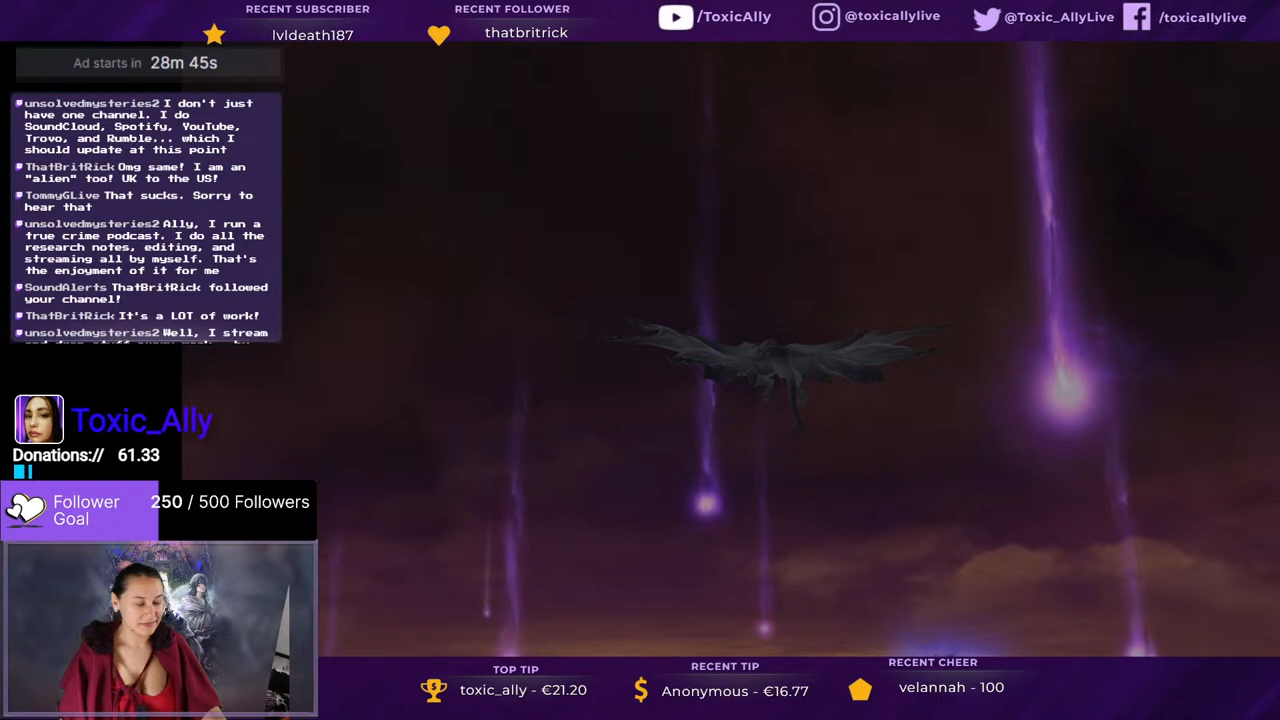 RECENT SUBSCRIBER
lvldeath187
RECENT FOLLOWER
thatbritrick
/ToxicAlly
@toxicallylive
@Toxic_AllyLive
/toxicallylive
Ad starts in 28m 45s
unsolvedmysteries2 I don't just
have one channel. I do
SoundCloud, Spotify, YouTube,
Trovo, and Rumble... which I
should update at this point
ThatBritRick Omg same! I am an
"alien" too! UK to the US!
TommyGLive That sucks. Sorry to
hear that
unsolvedmysteries2 Ally, I run a
true crime podcast. I do all the
research notes, editing, and
streaming all by myself. That's
the enjoyment of it for me
SoundAlerts ThatBritRick followed
your channel!
ThatBritRick It's a LOT of work!
unsolvedmysteries2 Well, I stream
Toxic_Ally
Donations:// 61.33
Follower
Goal
250 / 500 Followers
TOP TIP
toxic_ally - €21.20
RECENT TIP
Anonymous - €16.77
RECENT CHEER
velannah - 100